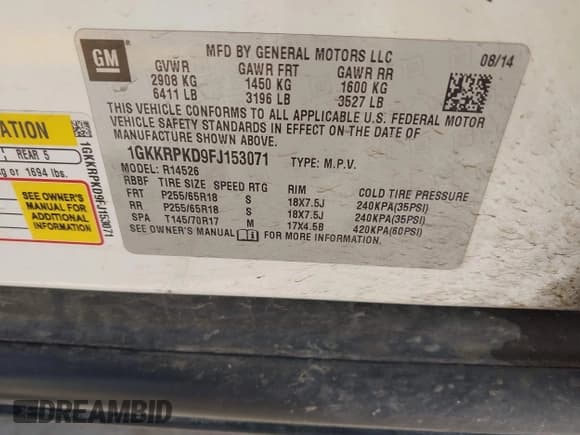 GM
MFD BY GENERAL MOTORS LLC
08/14
GVWR GAWR FRT GAWR RR
2908 KG 1450 KG 1600 KG
6411 LB 3196 LB 3527 LB
THIS VEHICLE CONFORMS TO ALL APPLICABLE U.S. FEDERAL MOTOR
VEHICLE SAFETY STANDARDS IN EFFECT ON THE DATE OF
MANUFACTURE SHOWN ABOVE.
1GKKRPKD9FJ153071 TYPE: M.P.V.
MODEL: R14526
RBBF TIRE SIZE SPEED RTG RIM COLD TIRE PRESSURE
FRT P255/65R18 S 18X7.5J 240KPA(35PSI)
RR P255/65R18 S 18X7.5J 240KPA(35PSI)
SPA T145/70R17 M 17X4.5B 420KPA(60PSI)
SEE OWNER'S MANUAL FOR MORE INFORMATION.
REAR 5
or 1694 lbs.
SEE OWNER'S
MANUAL FOR
ADDITIONAL
INFORMATION
1GKKRPKD9FJ153071
DREAMBID